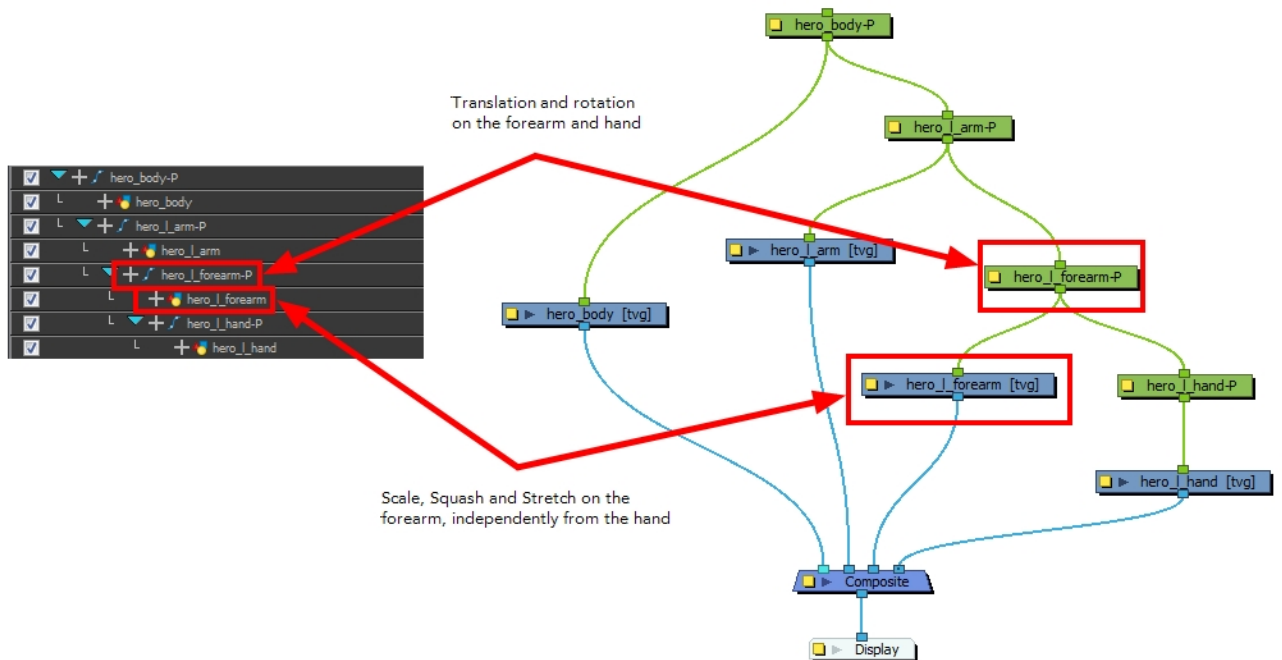 hero_body-P
Translation and rotation
on the forearm and hand
hero_l_arm-P
hero_body-P
hero_body
hero_l_arm-P
hero_l_arm
hero_l_forearm-P
hero_l_forearm
hero_l_hand-P
hero_l_hand
hero_l_arm [tvg]
hero_l_forearm-P
hero_body [tvg]
hero_l_forearm [tvg]
hero_l_hand-P
hero_l_hand [tvg]
Scale, Squash and Stretch on the
forearm, independently from the hand
Composite
Display